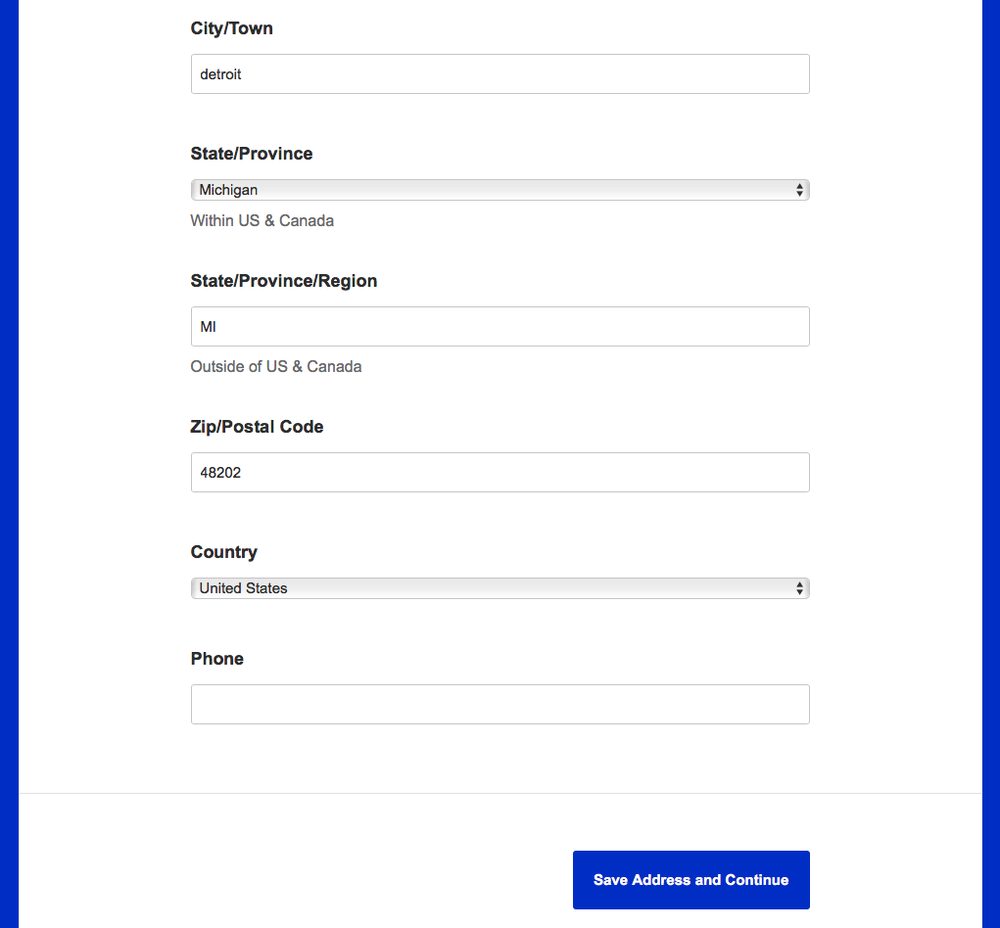 City/Town
detroit
State/Province
Michigan
Within US & Canada
State/Province/Region
MI
Outside of US & Canada
Zip/Postal Code
48202
Country
United States
Phone
Save Address and Continue